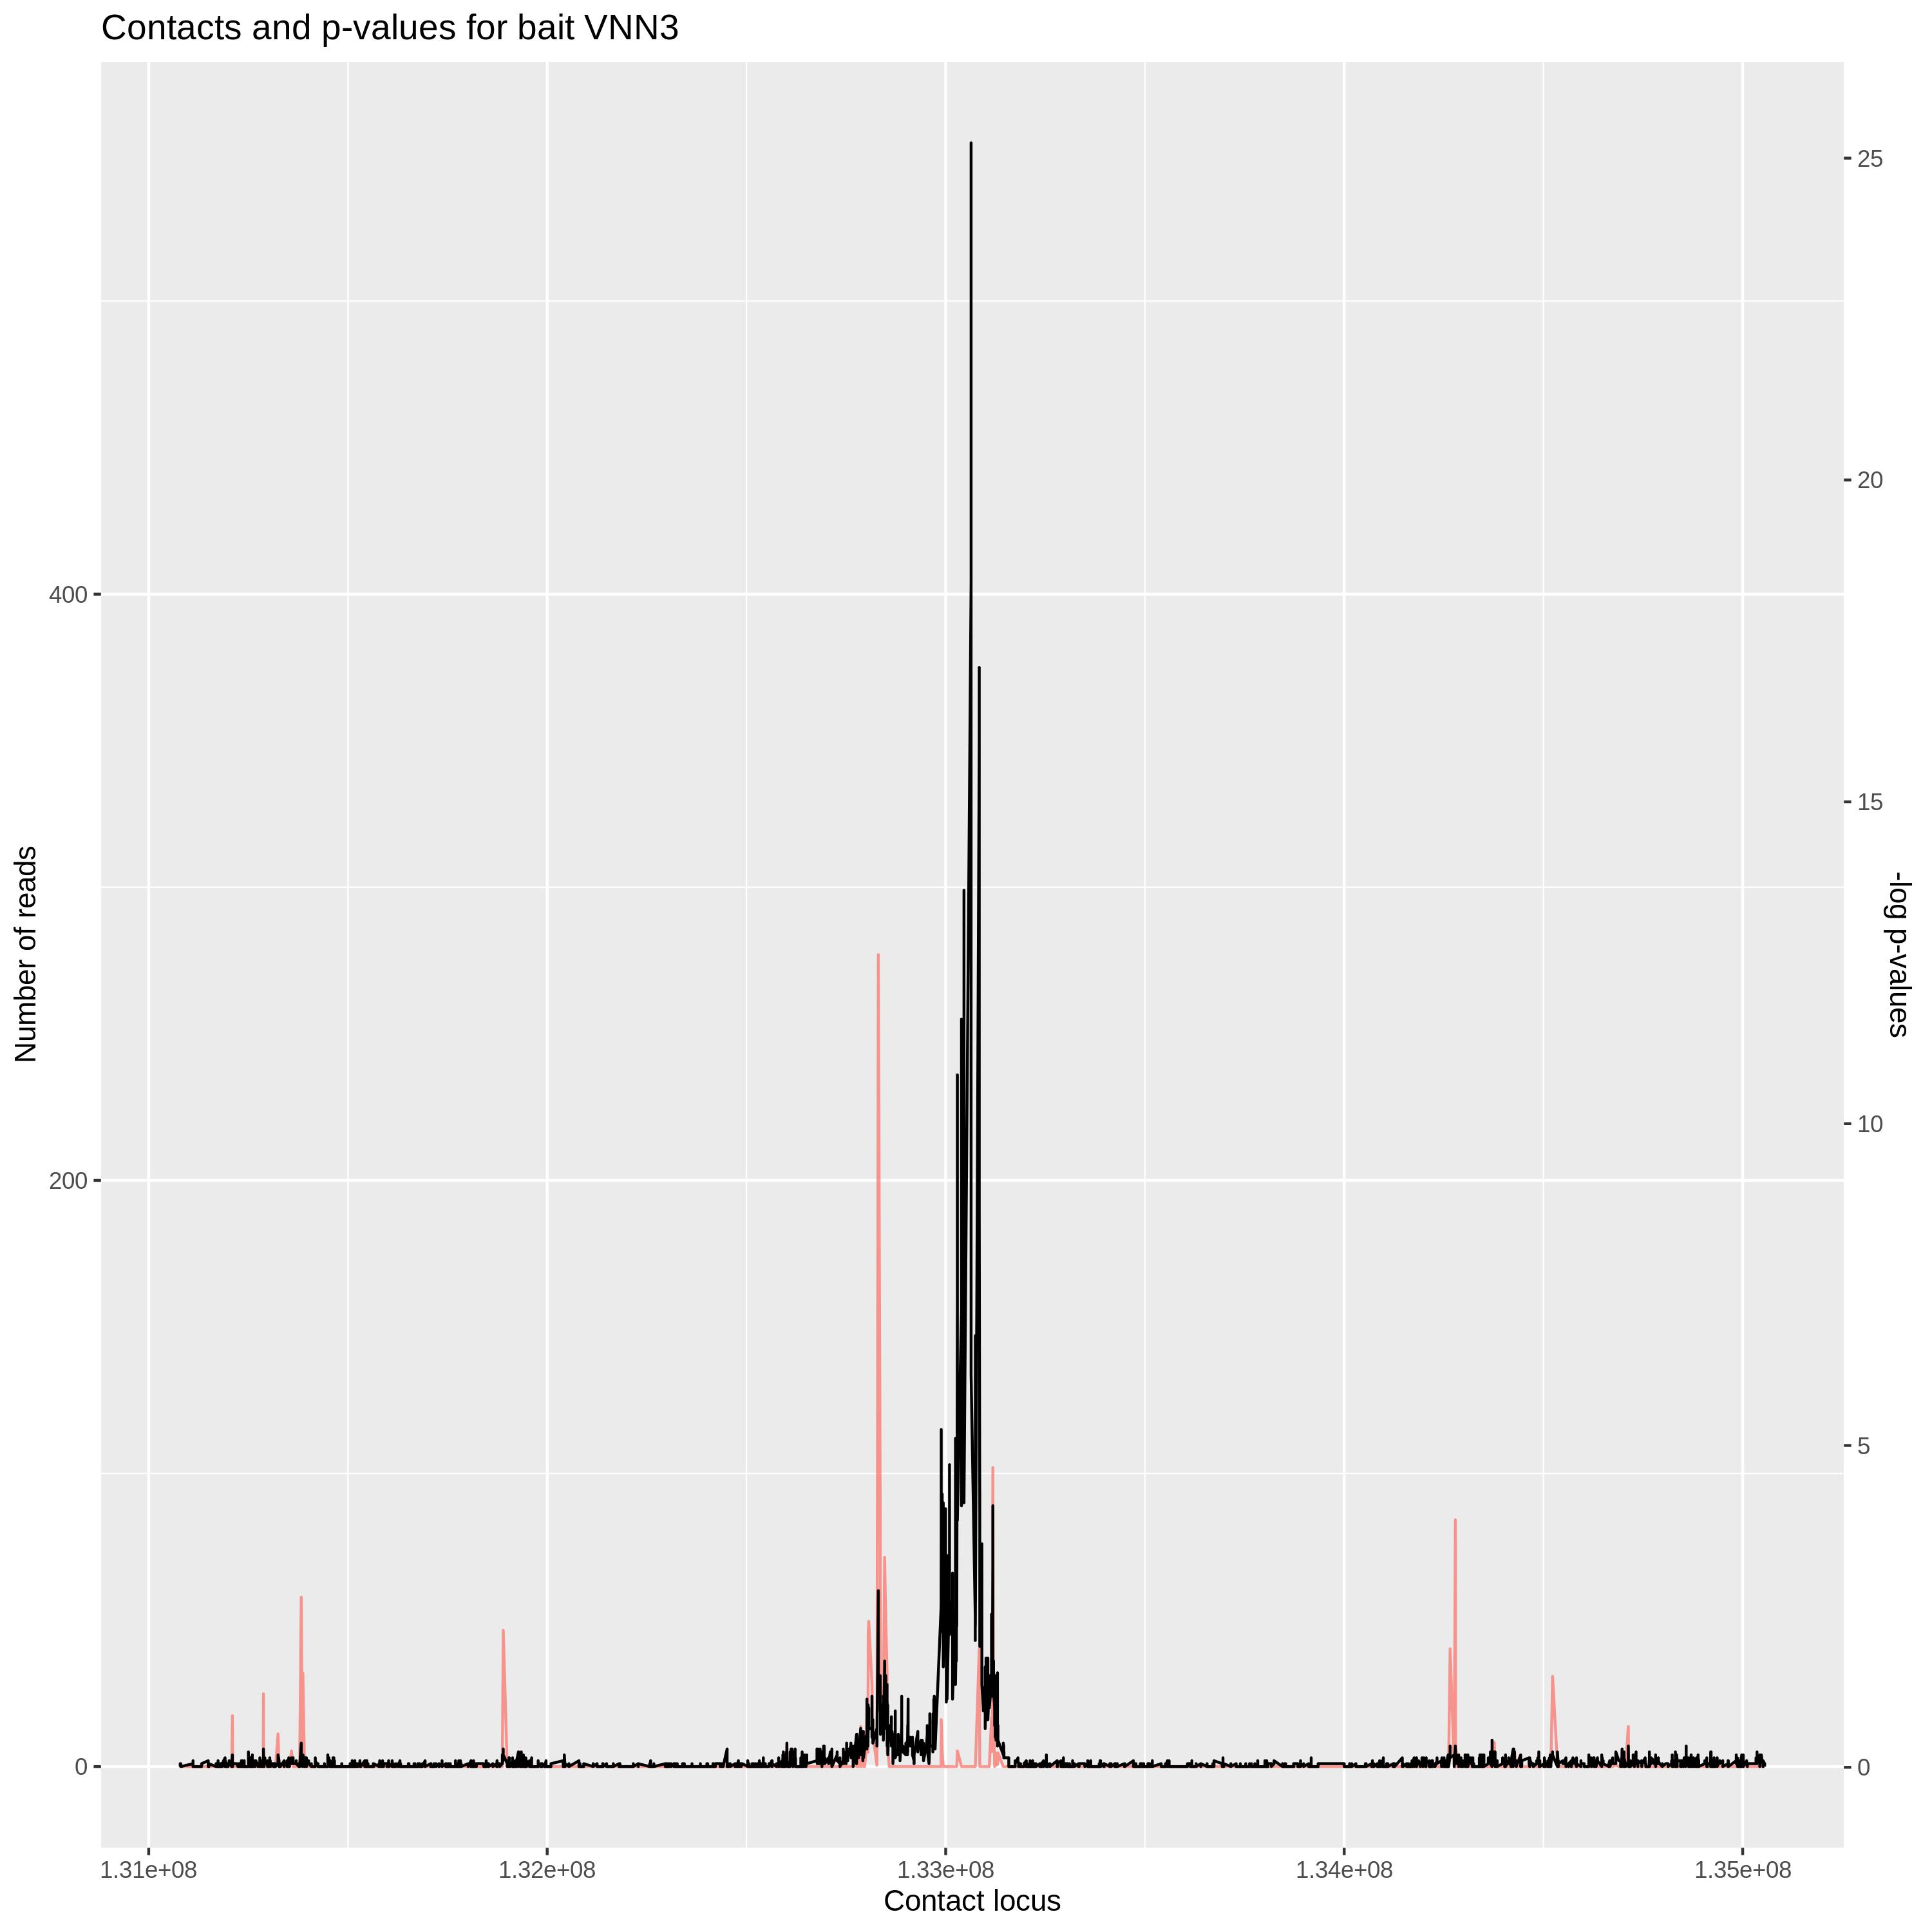 Contacts and p-values for bait VNN3
Number of reads
400
200
0
25
20
15
10
5
0
-log p-values
1.31e+08 1.32e+08 1.33e+08 1.34e+08 1.35e+08
Contact locus